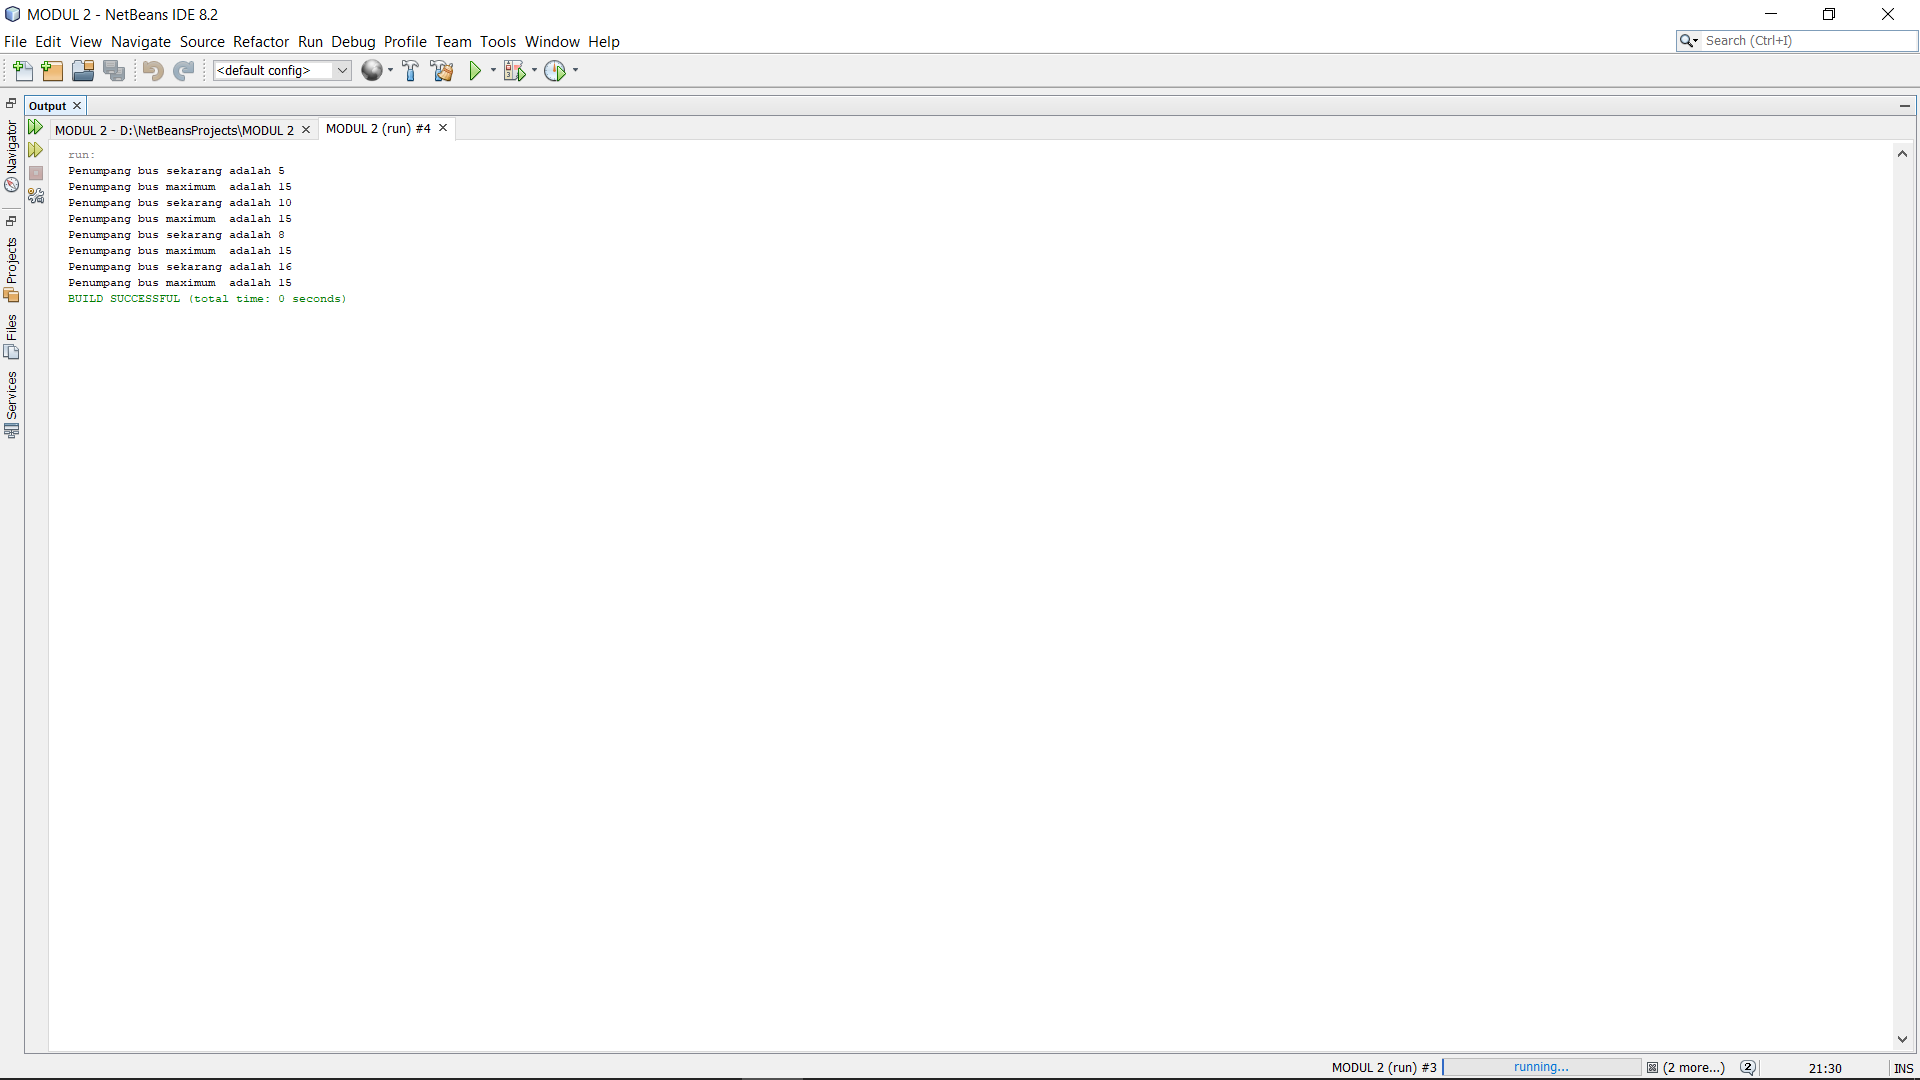 MODUL 2 - NetBeans IDE 8.2
File Edit View Navigate Source Refactor Run Debug Profile Team Tools Window Help
Search (Ctrl+I)
<default config>
Output
MODUL 2 - D:\NetBeansProjects\MODUL 2
MODUL 2 (run) #4
Navigator
Projects
Files
Services
run:
Penumpang bus sekarang adalah 5
Penumpang bus maximum  adalah 15
Penumpang bus sekarang adalah 10
Penumpang bus maximum  adalah 15
Penumpang bus sekarang adalah 8
Penumpang bus maximum  adalah 15
Penumpang bus sekarang adalah 16
Penumpang bus maximum  adalah 15
BUILD SUCCESSFUL (total time: 0 seconds)
MODUL 2 (run) #3 running... (2 more...) 2 21:30 INS